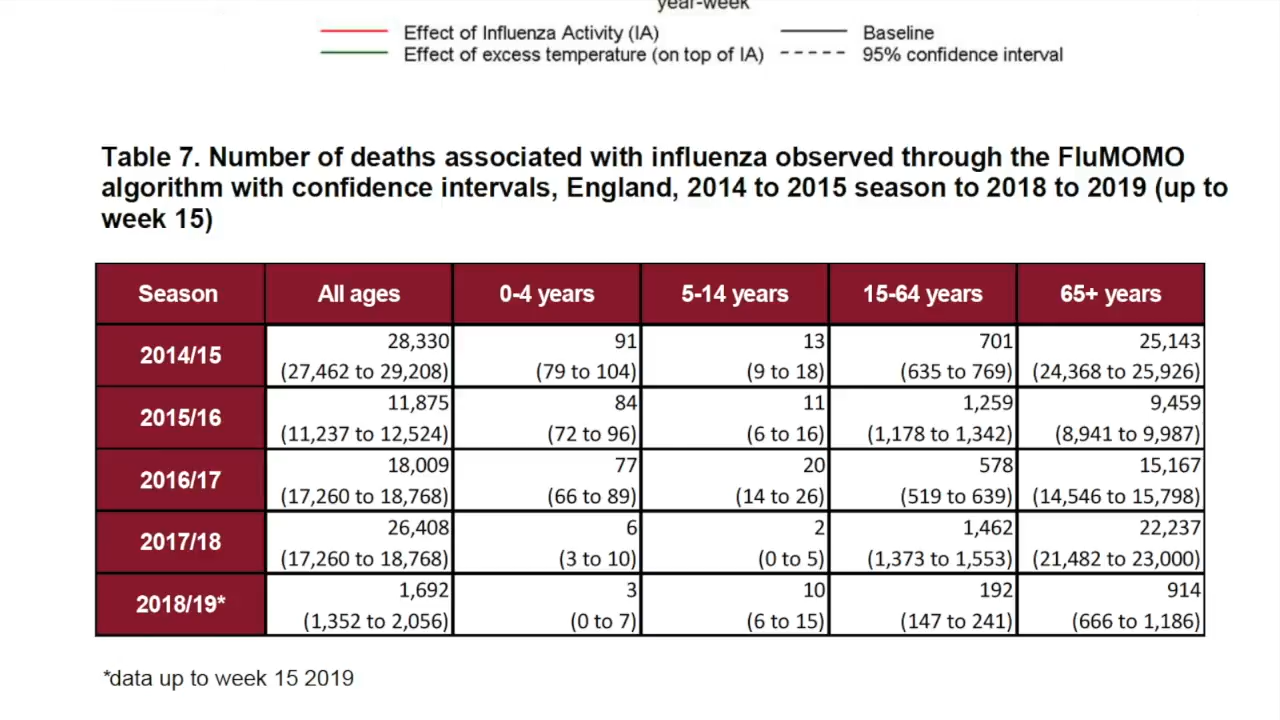 year-week
Effect of Influenza Activity (IA) Baseline
Effect of excess temperature (on top of IA) 95% confidence interval
Table 7. Number of deaths associated with influenza observed through the FluMOMO
algorithm with confidence intervals, England, 2014 to 2015 season to 2018 to 2019 (up to
week 15)
Season All ages 0-4 years 5-14 years 15-64 years 65+ years
2014/15 28,330 91 13 701 25,143
(27,462 to 29,208) (79 to 104) (9 to 18) (635 to 769) (24,368 to 25,926)
2015/16 11,875 84 11 1,259 9,459
(11,237 to 12,524) (72 to 96) (6 to 16) (1,178 to 1,342) (8,941 to 9,987)
2016/17 18,009 77 20 578 15,167
(17,260 to 18,768) (66 to 89) (14 to 26) (519 to 639) (14,546 to 15,798)
2017/18 26,408 6 2 1,462 22,237
(17,260 to 18,768) (3 to 10) (0 to 5) (1,373 to 1,553) (21,482 to 23,000)
2018/19* 1,692 3 10 192 914
(1,352 to 2,056) (0 to 7) (6 to 15) (147 to 241) (666 to 1,186)
*data up to week 15 2019